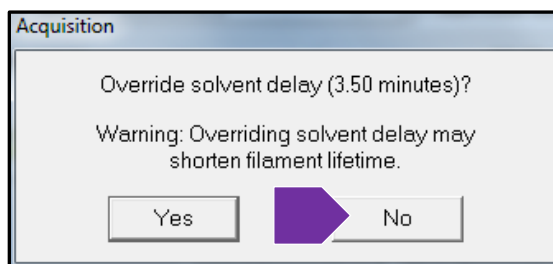 Acquisition
Override solvent delay (3.50 minutes)?
Warning: Overriding solvent delay may
shorten filament lifetime.
Yes No